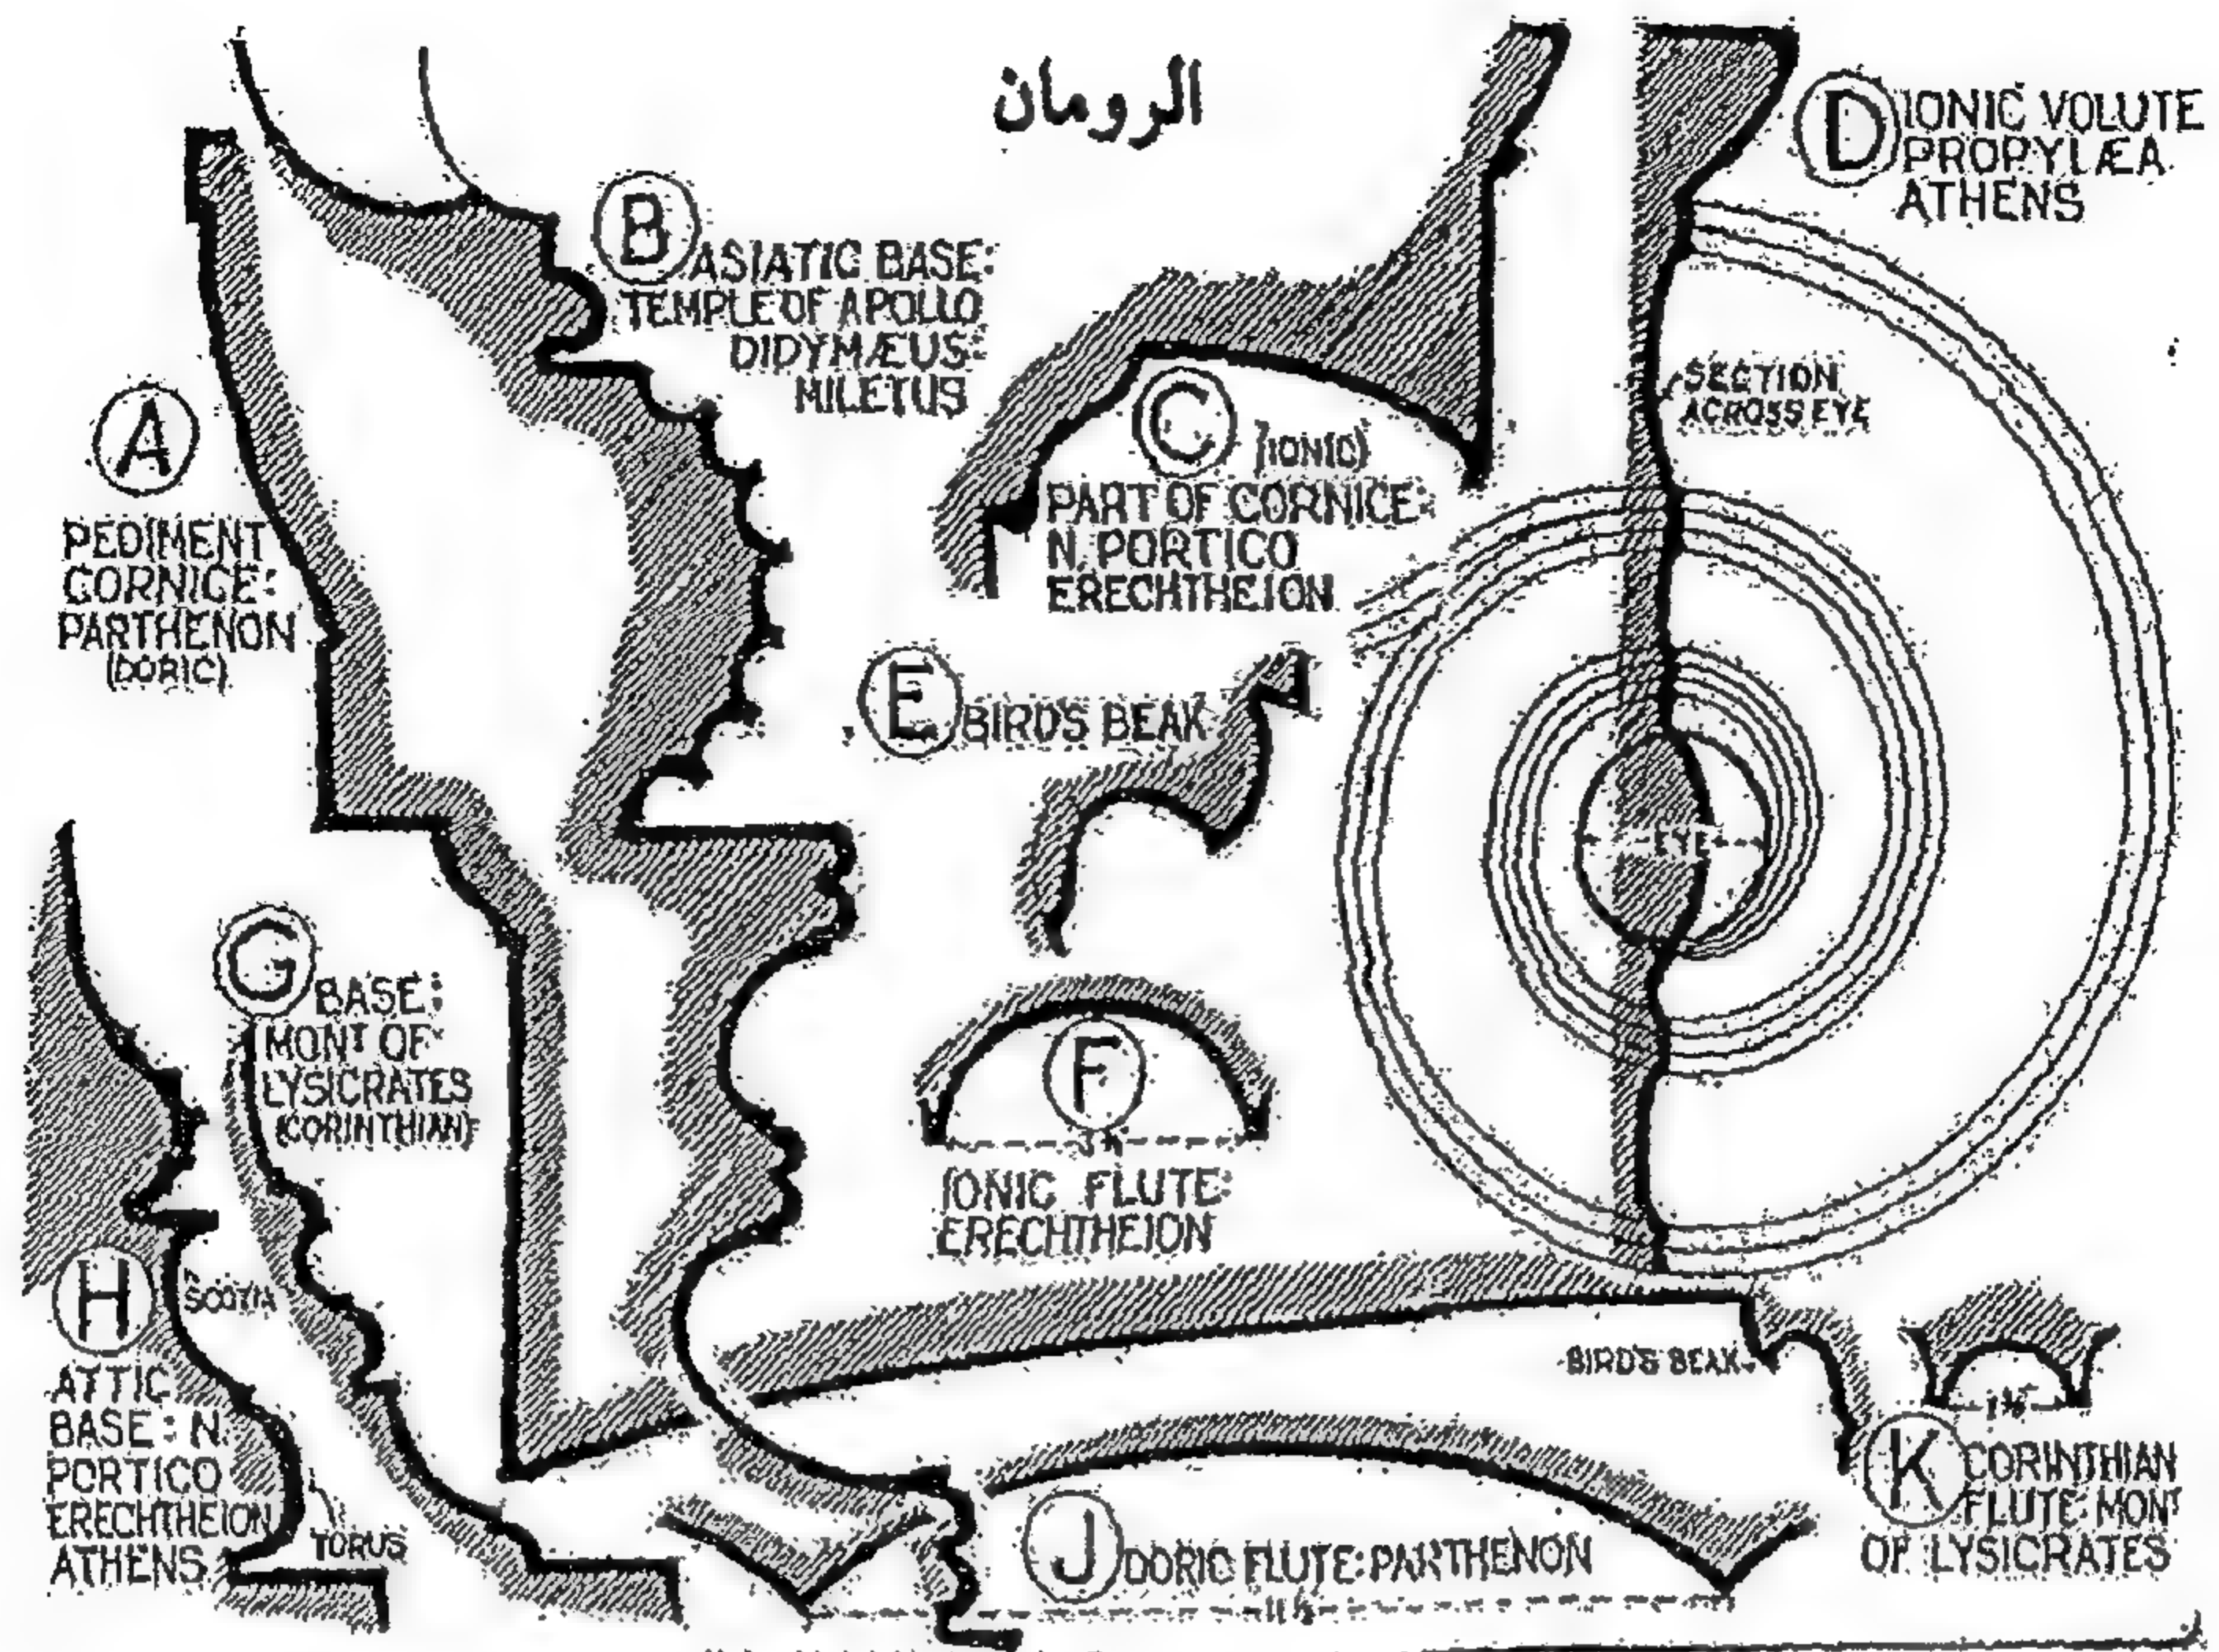 الرومان
A
PEDIMENT
CORNICE:
PARTHENON
(DORIC)
B
ASIATIC BASE:
TEMPLE OF APOLLO
DIDYMÆUS:
MILETUS
C
(IONIC)
PART OF CORNICE:
N. PORTICO
ERECHTHEION
D
IONIC VOLUTE
PROPYLÆA
ATHENS
SECTION
ACROSS EYE
EYE
E
BIRD'S BEAK
F
IONIC FLUTE:
ERECHTHEION
G
BASE:
MONT OF
LYSICRATES
(CORINTHIAN)
H
SCOTIA
ATTIC
BASE: N.
PORTICO
ERECHTHEION
ATHENS
TORUS
BIRD'S BEAK
J
DORIC FLUTE: PARTHENON
K
CORINTHIAN
FLUTE: MONT
OF LYSICRATES